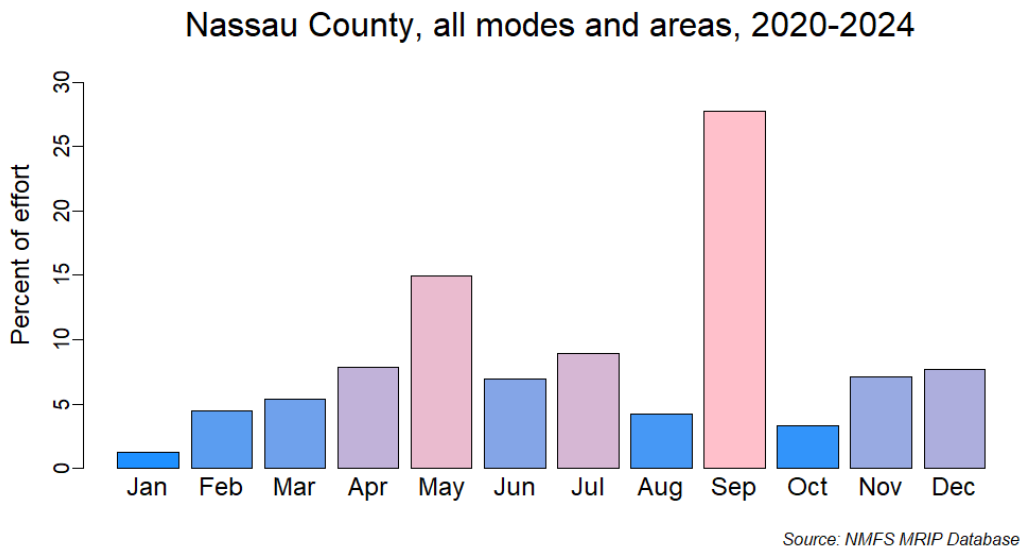 Nassau County, all modes and areas, 2020-2024
Percent of effort
30
25
20
15
10
5
0
Jan Feb Mar Apr May Jun Jul Aug Sep Oct Nov Dec
Source: NMFS MRIP Database